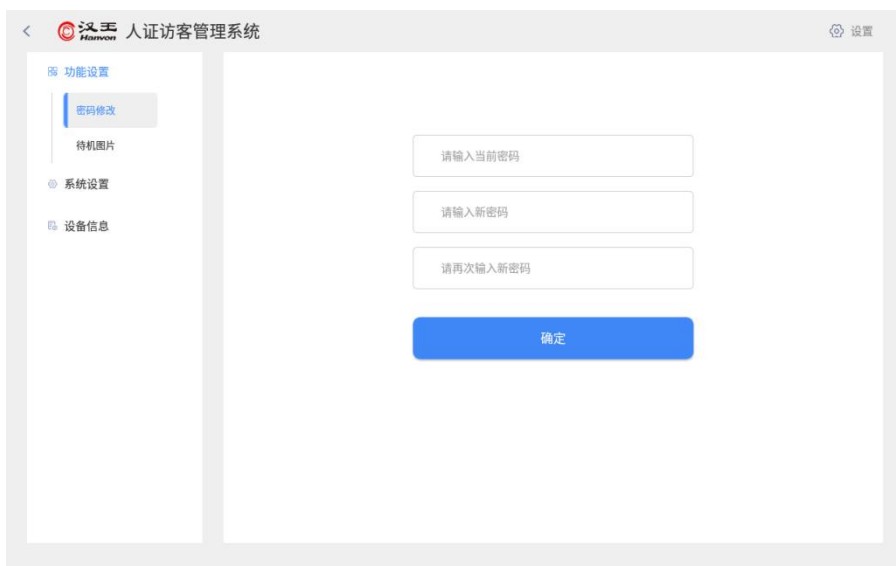 汉王 Hanvon 人证访客管理系统
设置
功能设置
密码修改
待机图片
系统设置
设备信息
请输入当前密码
请输入新密码
请再次输入新密码
确定